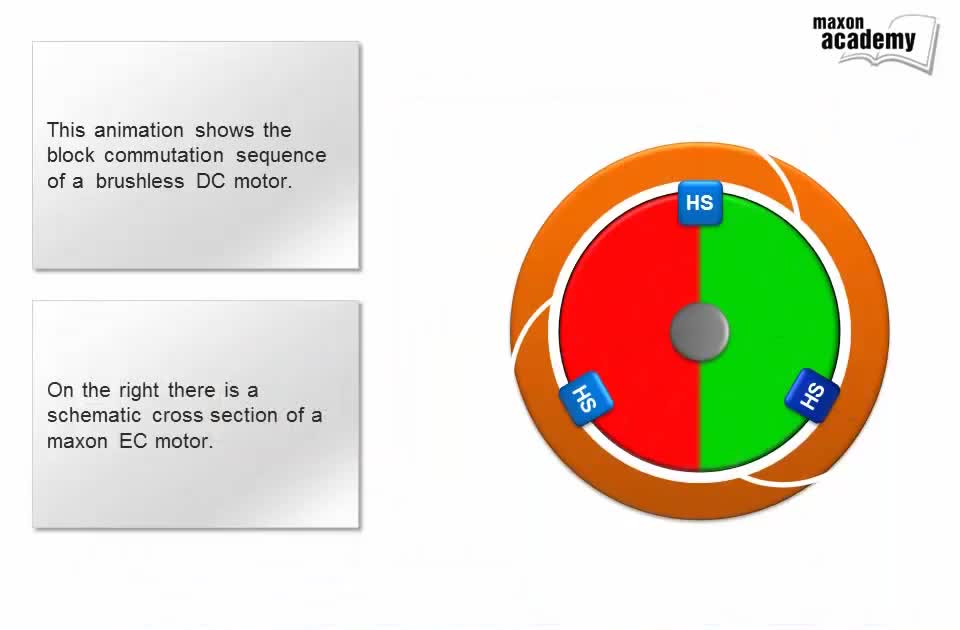 maxon
academy
This animation shows the
block commutation sequence
of a brushless DC motor.
On the right there is a
schematic cross section of a
maxon EC motor.
HS
HS
HS